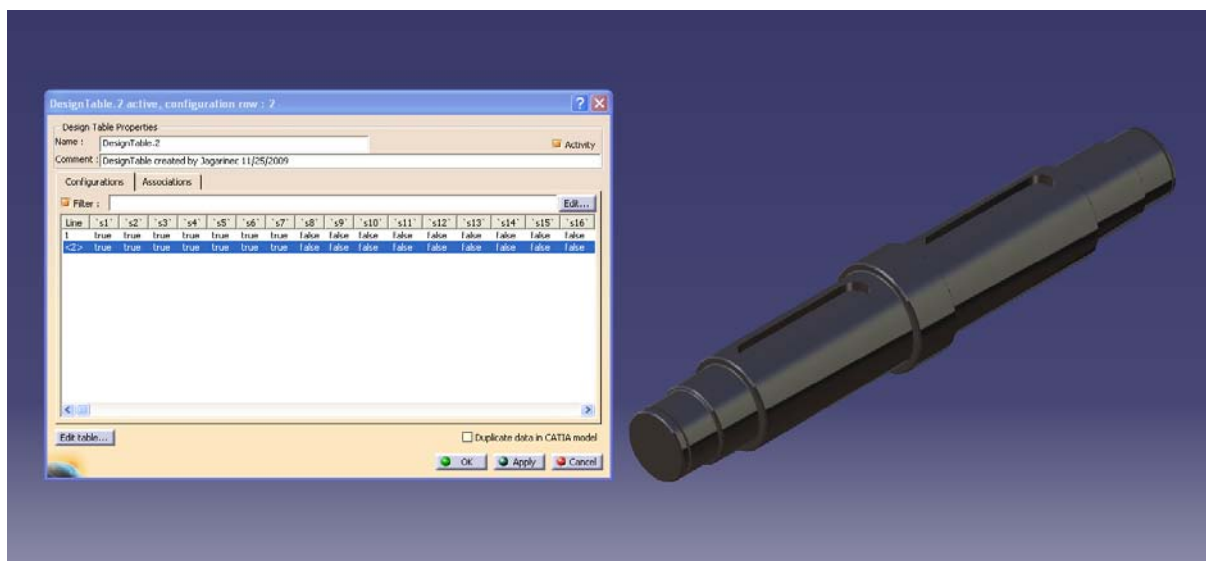 DesignTable.2 active, configuration row : 2
Design Table Properties
Name : DesignTable.2 Activity
Comment : DesignTable created by Jagarinec 11/25/2009
Configurations Associations
Filter : Edit...
Line `s1` `s2` `s3` `s4` `s5` `s6` `s7` `s8` `s9` `s10` `s11` `s12` `s13` `s14` `s15` `s16`
1 true true true true true true true false false false false false false false false false
<2> true true true true true true true false false false false false false false false false
Edit table... Duplicate data in CATIA model
OK Apply Cancel